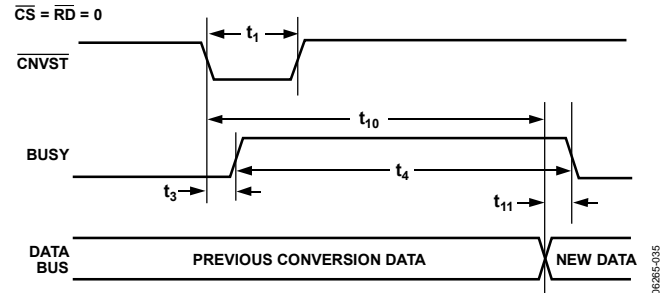 CS = RD = 0
t1
CNVST
t10
BUSY
t4
t3
t11
DATA
BUS
PREVIOUS CONVERSION DATA
NEW DATA
06265-035